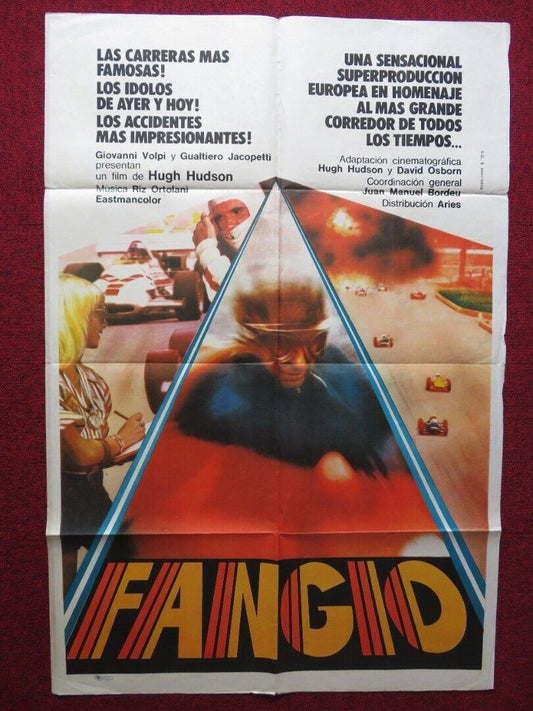 LAS CARRERAS MAS
FAMOSAS!
LOS IDOLOS
DE AYER Y HOY!
LOS ACCIDENTES
MAS IMPRESIONANTES!
Giovanni Volpi y Gualtiero Jacopetti
presentan
un film de Hugh Hudson
Musica Riz Ortolani
Eastmancolor
UNA SENSACIONAL
SUPERPRODUCCION
EUROPEA EN HOMENAJE
AL MAS GRANDE
CORREDOR DE TODOS
LOS TIEMPOS...
Adaptación cinematográfica
Hugh Hudson y David Osborn
Coordinación general
Juan Manuel Bordeu
Distribución Aries
FANGIO